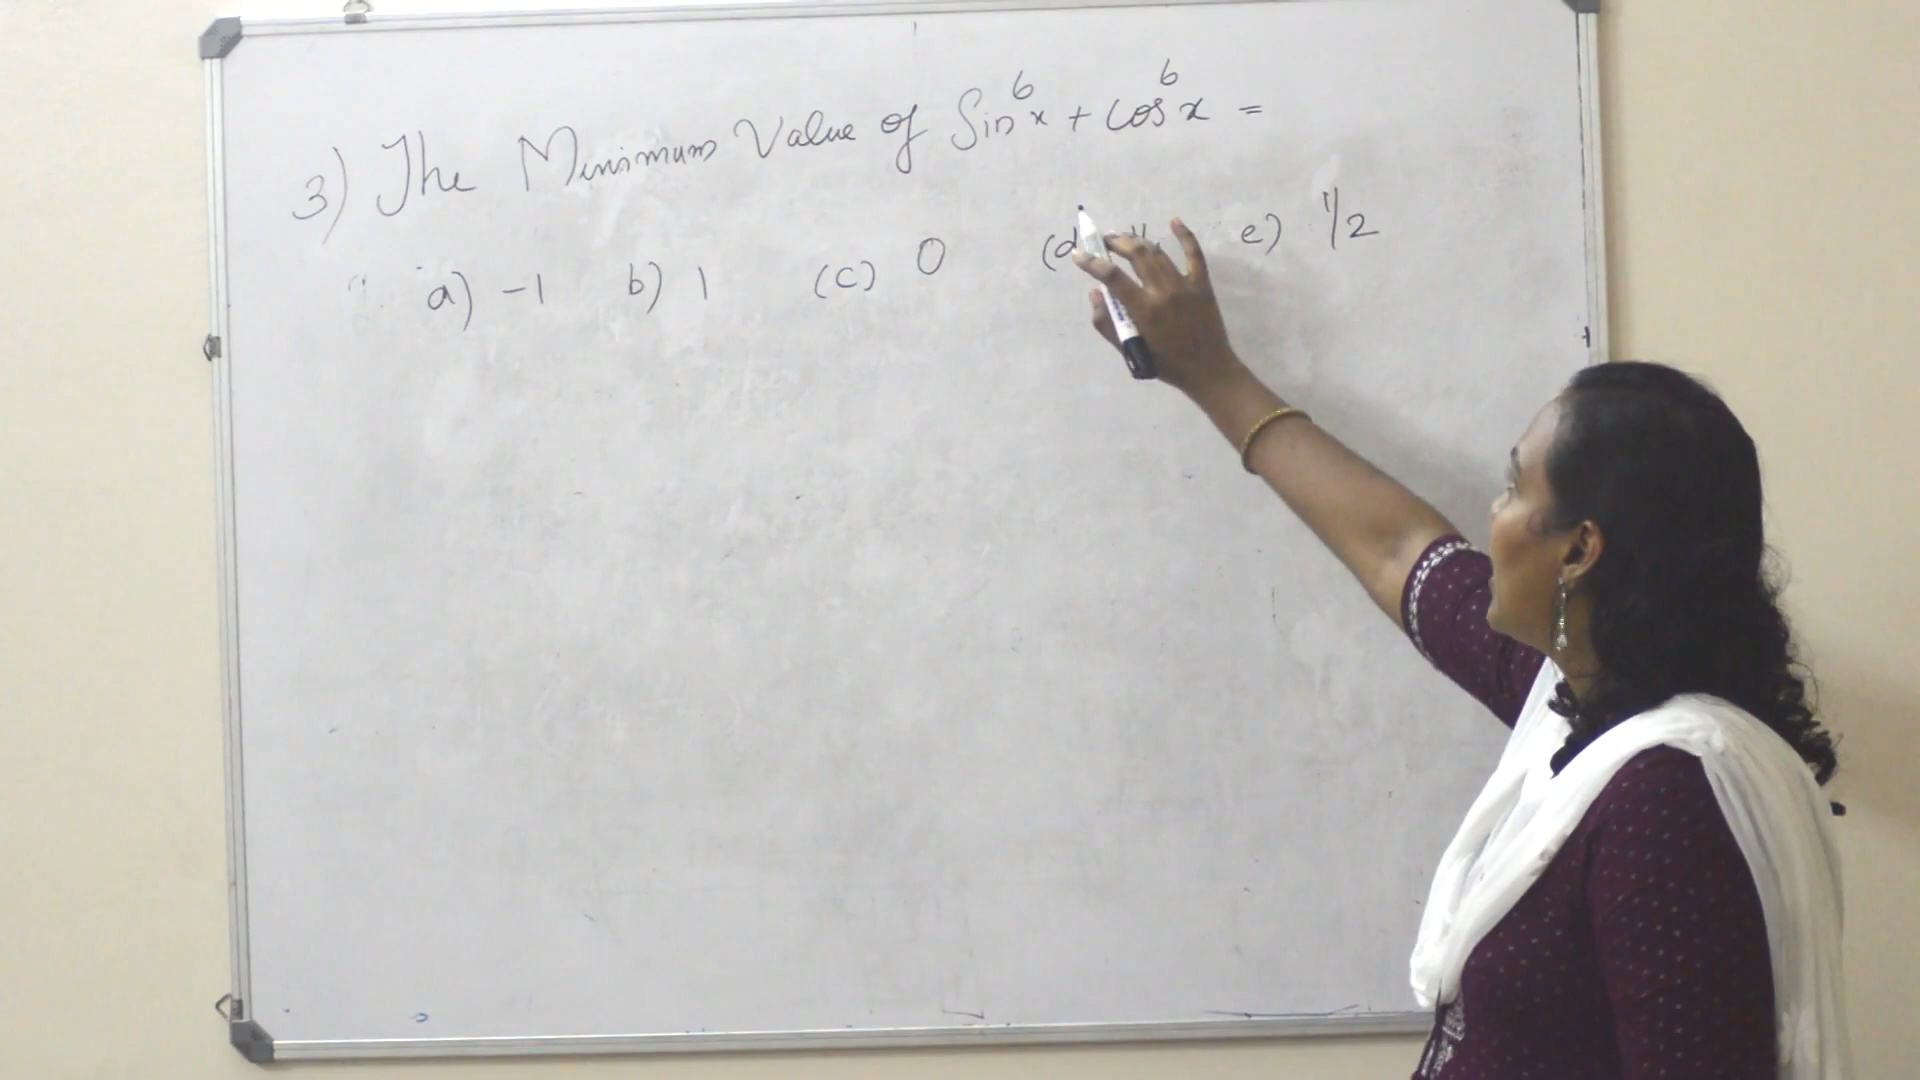 3) The Minimum Value of Sin⁶x + Cos⁶x =
a) -1 b) 1 (c) 0 (d e) 1/2